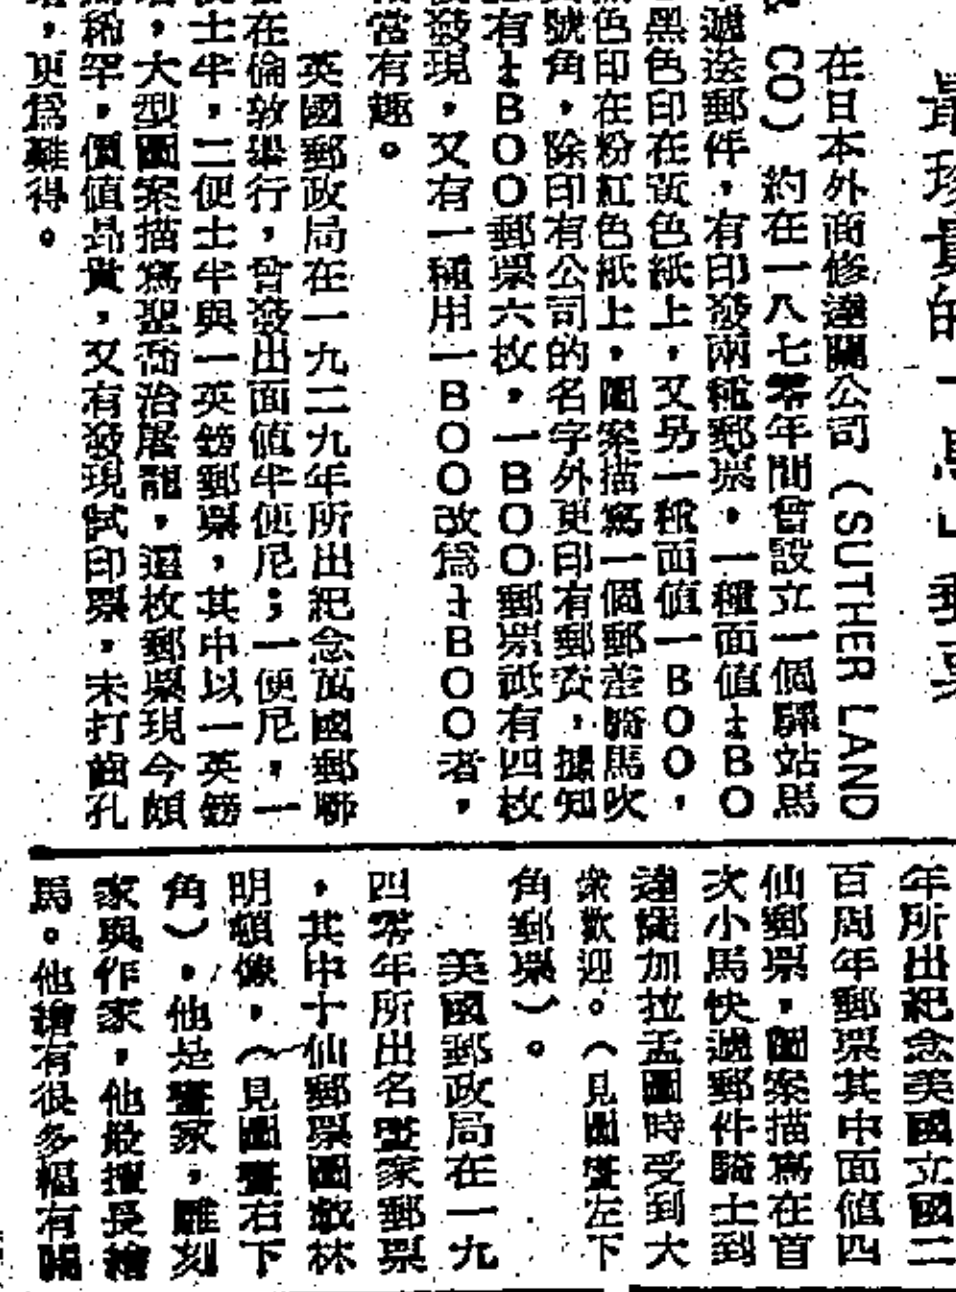 最珍貴的「馬」郵票
在日本外商修達蘭公司（SUTHER LAND
CO）約在一八七零年間曾設立一個驛站馬
遞送郵件，有印發兩種郵票，一種面值¼BO
黑色印在黃色紙上，又另一種面值一BOO，
色印在粉紅色紙上，圖案描寫一個郵差騎馬吹
號角，除印有公司的名字外更印有郵資，據知
有¼BOO郵票六枚，一BOO郵票祇有四枚
發現，又有一種用一BOO改爲¼BOO者，
當有趣。
英國郵政局在一九二九年所出紀念萬國郵聯
在倫敦舉行，曾發出面值半便尼；一便尼，一
士半，二便士半與一英鎊郵票，其中以一英鎊
，大型圖案描寫聖喬治屠龍，這枚郵票現今頗
稀罕，價值昂貴，又有發現試印票，未打齒孔
，更爲難得。
年所出紀念美國立國二
百周年郵票其中面值四
仙郵票，圖案描寫在首
次小馬快遞郵件騎士到
達薩加拉孟圖時受到大
衆歡迎。（見圖壹左下
角郵票）。
美國郵政局在一九
四零年所出名畫家郵票
，其中十仙郵票圖歌林
明頓像，（見圖壹右下
角），他是畫家，雕刻
家與作家，他最擅長繪
馬。他繪有很多幅有關